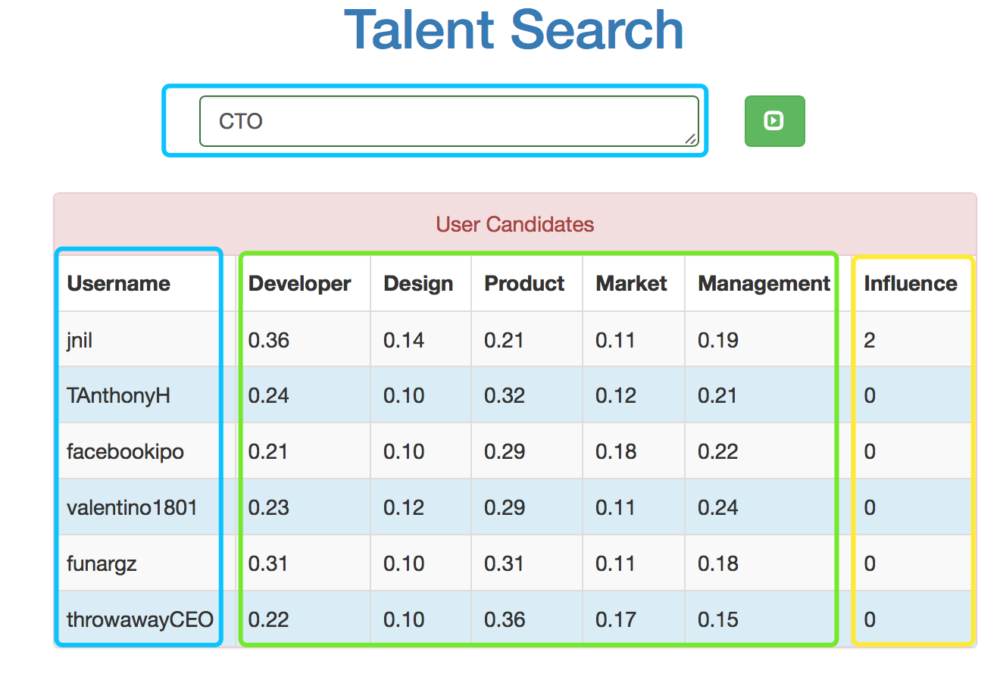 Talent Search
CTO
User Candidates
Username Developer Design Product Market Management Influence
jnil 0.36 0.14 0.21 0.11 0.19 2
TAnthonyH 0.24 0.10 0.32 0.12 0.21 0
facebookipo 0.21 0.10 0.29 0.18 0.22 0
valentino1801 0.23 0.12 0.29 0.11 0.24 0
funargz 0.31 0.10 0.31 0.11 0.18 0
throwawayCEO 0.22 0.10 0.36 0.17 0.15 0